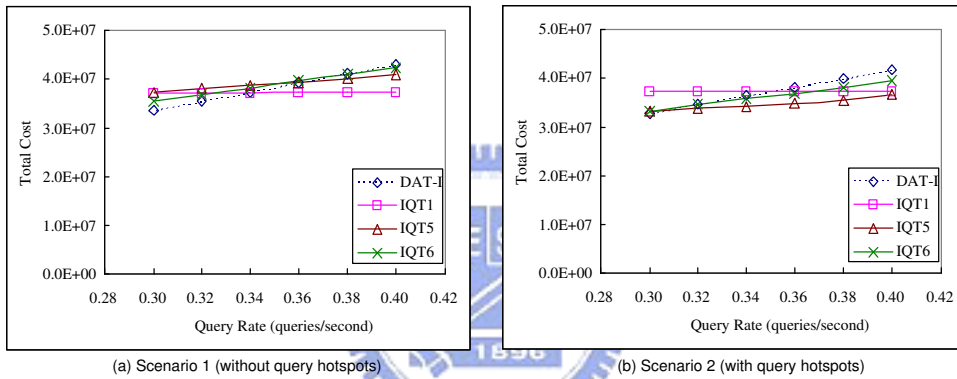 5.0E+07
4.0E+07
3.0E+07
2.0E+07
1.0E+07
0.0E+00
Total Cost
0.28 0.30 0.32 0.34 0.36 0.38 0.40 0.42
Query Rate (queries/second)
DAT-I
IQT1
IQT5
IQT6
(a) Scenario 1 (without query hotspots)
5.0E+07
4.0E+07
3.0E+07
2.0E+07
1.0E+07
0.0E+00
Total Cost
0.28 0.30 0.32 0.34 0.36 0.38 0.40 0.42
Query Rate (queries/second)
DAT-I
IQT1
IQT5
IQT6
(b) Scenario 2 (with query hotspots)
1896